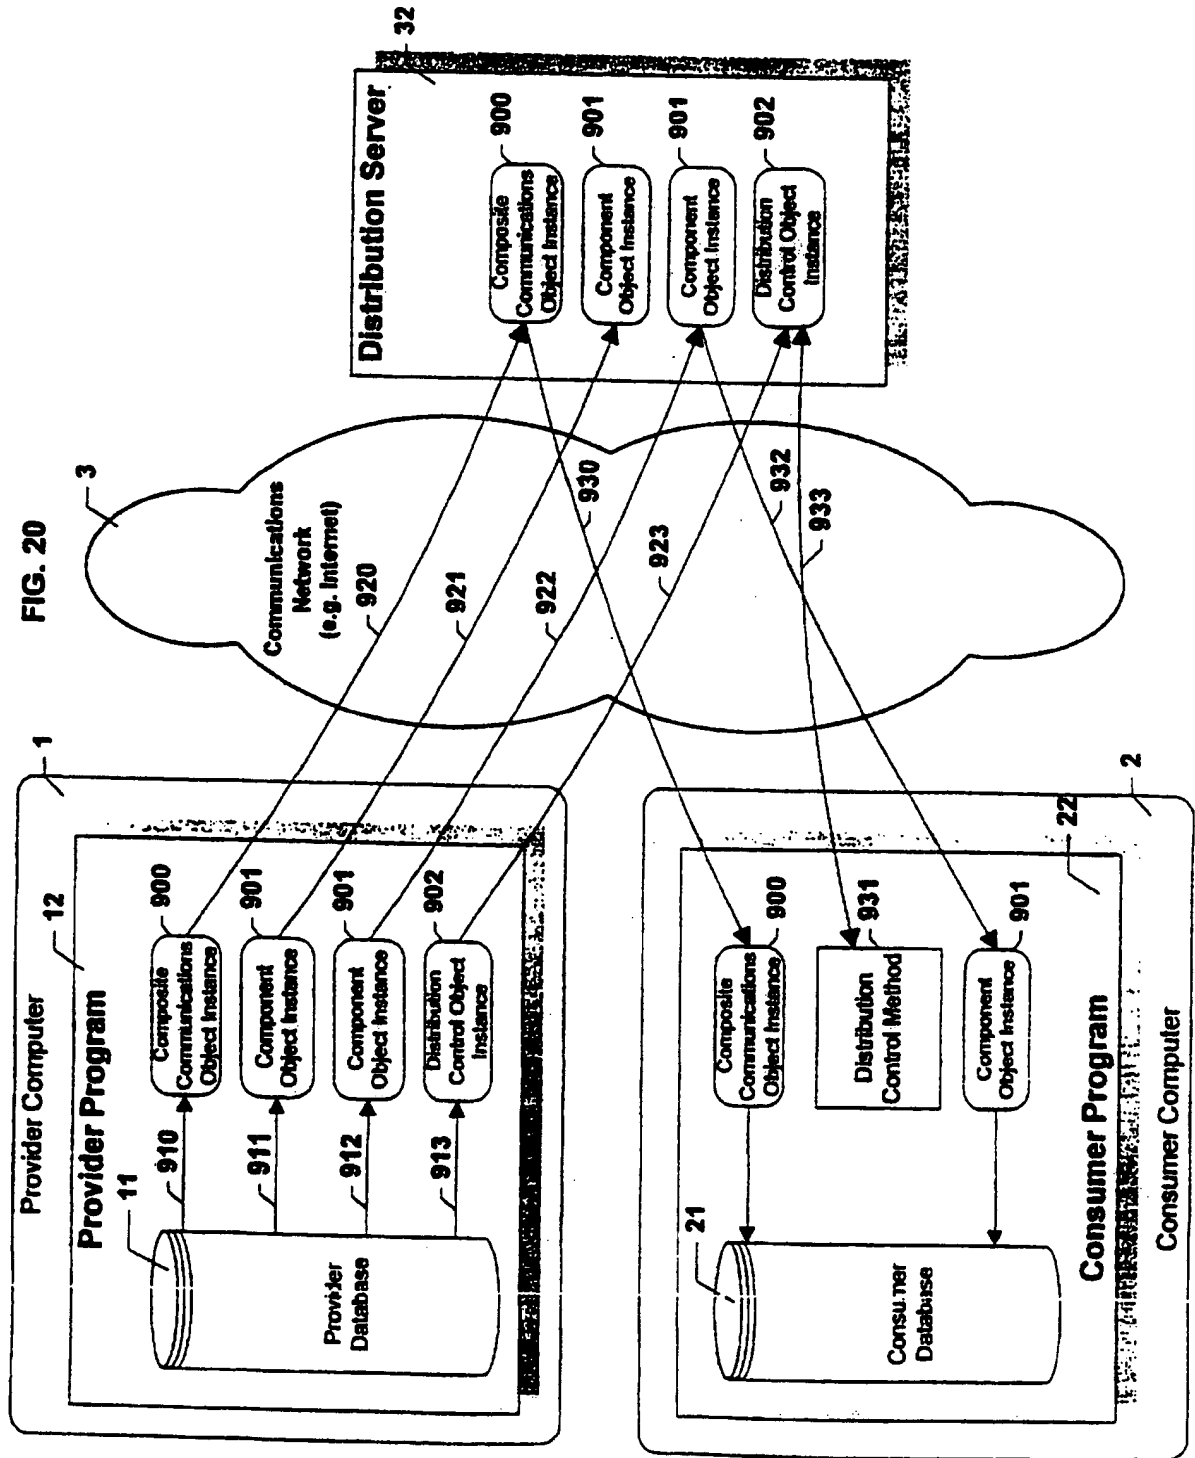 FIG. 20
Provider Computer
1
Provider Program
12
11
Provider
Database
910
911
912
913
Composite
Communications
Object Instance
900
Component
Object Instance
901
Component
Object Instance
901
Distribution
Control Object
Instance
902
3
Communications
Network
(e.g. Internet)
920
921
922
923
930
932
933
Distribution Server
32
Composite
Communications
Object Instance
900
Component
Object Instance
901
Component
Object Instance
901
Distribution
Control Object
Instance
902
21
Consumer
Database
Composite
Communications
Object Instance
900
Distribution
Control Method
931
Component
Object Instance
901
Consumer Program
22
Consumer Computer
2